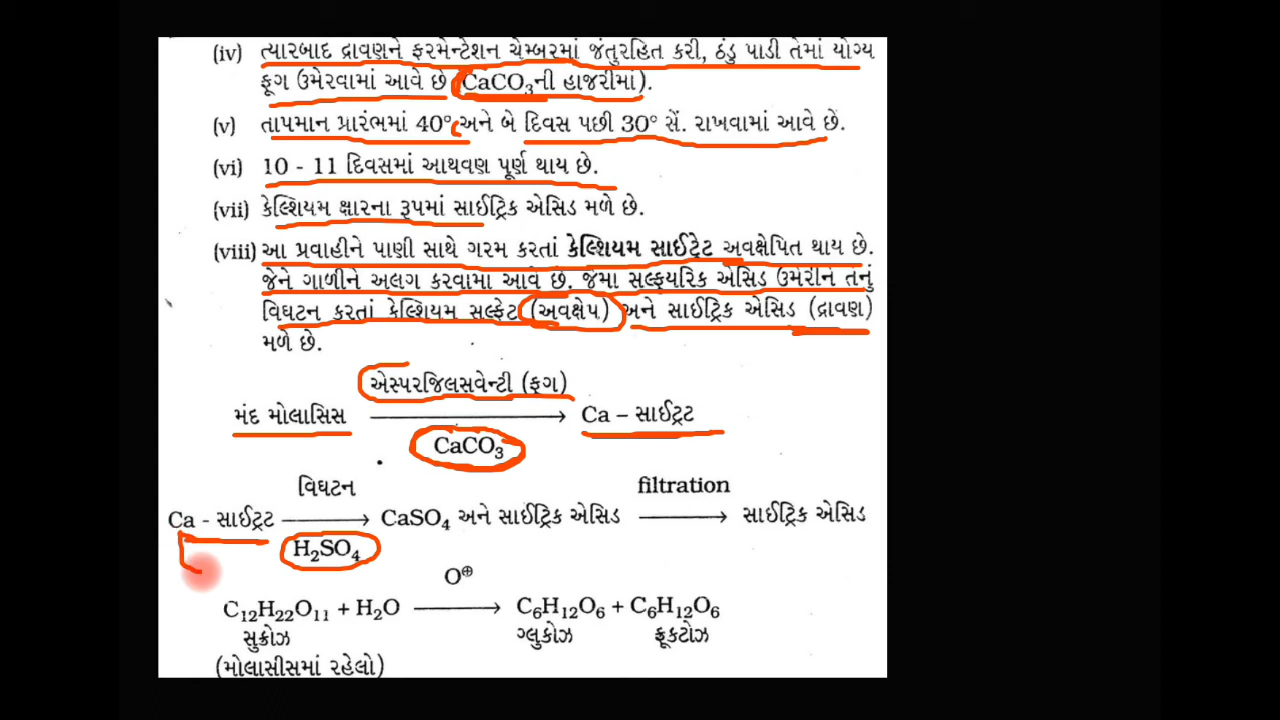 (iv) ત્યારબાદ દ્રાવણને ફરમેન્ટેશન ચેમ્બરમાં જંતુરહિત કરી, ઠંડુ પાડી તેમાં યોગ્ય
ફૂગ ઉમેરવામાં આવે છે (CaCO₃ની હાજરીમાં).
(v) તાપમાન પ્રારંભમાં 40° અને બે દિવસ પછી 30° સેં. રાખવામાં આવે છે.
(vi) 10 - 11 દિવસમાં આથવણ પૂર્ણ થાય છે.
(vii) કેલ્શિયમ ક્ષારના રૂપમાં સાઈટ્રિક એસિડ મળે છે.
(viii) આ પ્રવાહીને પાણી સાથે ગરમ કરતાં કેલ્શિયમ સાઈટ્રેટ અવક્ષેપિત થાય છે.
જેને ગાળીને અલગ કરવામા આવે છે. જેમા સલ્ફયરિક એસિડ ઉમેરીને તેનું
વિઘટન કરતાં કેલ્શિયમ સલ્ફેટ (અવક્ષેપ) અને સાઈટ્રિક એસિડ (દ્રાવણ)
મળે છે.
એસ્પરજિલસવેન્ટી (ફગ)
મંદ મોલાસિસ ⟶ Ca – સાઈટ્રટ
CaCO₃
વિઘટન filtration
Ca - સાઈટ્રટ ⟶ CaSO₄ અને સાઈટ્રિક એસિડ ⟶ સાઈટ્રિક એસિડ
H₂SO₄
O⊕
C₁₂H₂₂O₁₁ + H₂O ⟶ C₆H₁₂O₆ + C₆H₁₂O₆
સુક્રોઝ ગ્લુકોઝ ફ્રૂકટોઝ
(મોલાસીસમાં રહેલો)